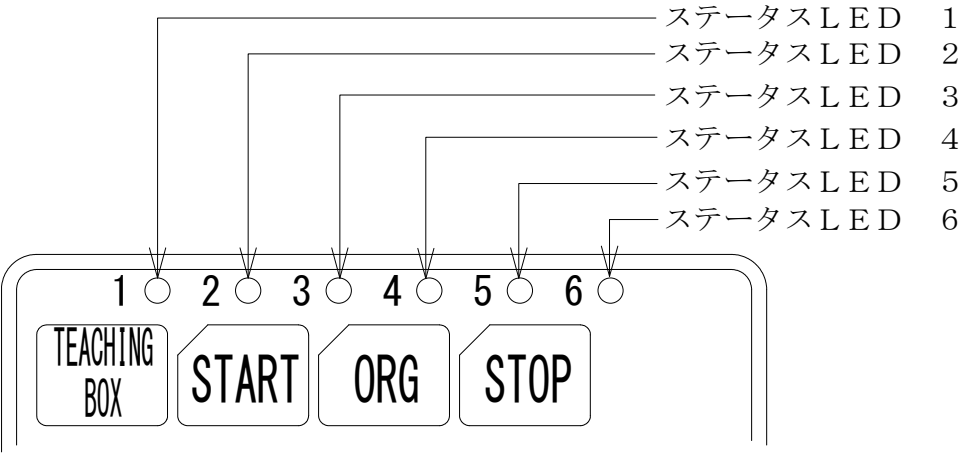 ステータスＬＥＤ　１
ステータスＬＥＤ　２
ステータスＬＥＤ　３
ステータスＬＥＤ　４
ステータスＬＥＤ　５
ステータスＬＥＤ　６
1 2 3 4 5 6
TEACHING
BOX
START
ORG
STOP